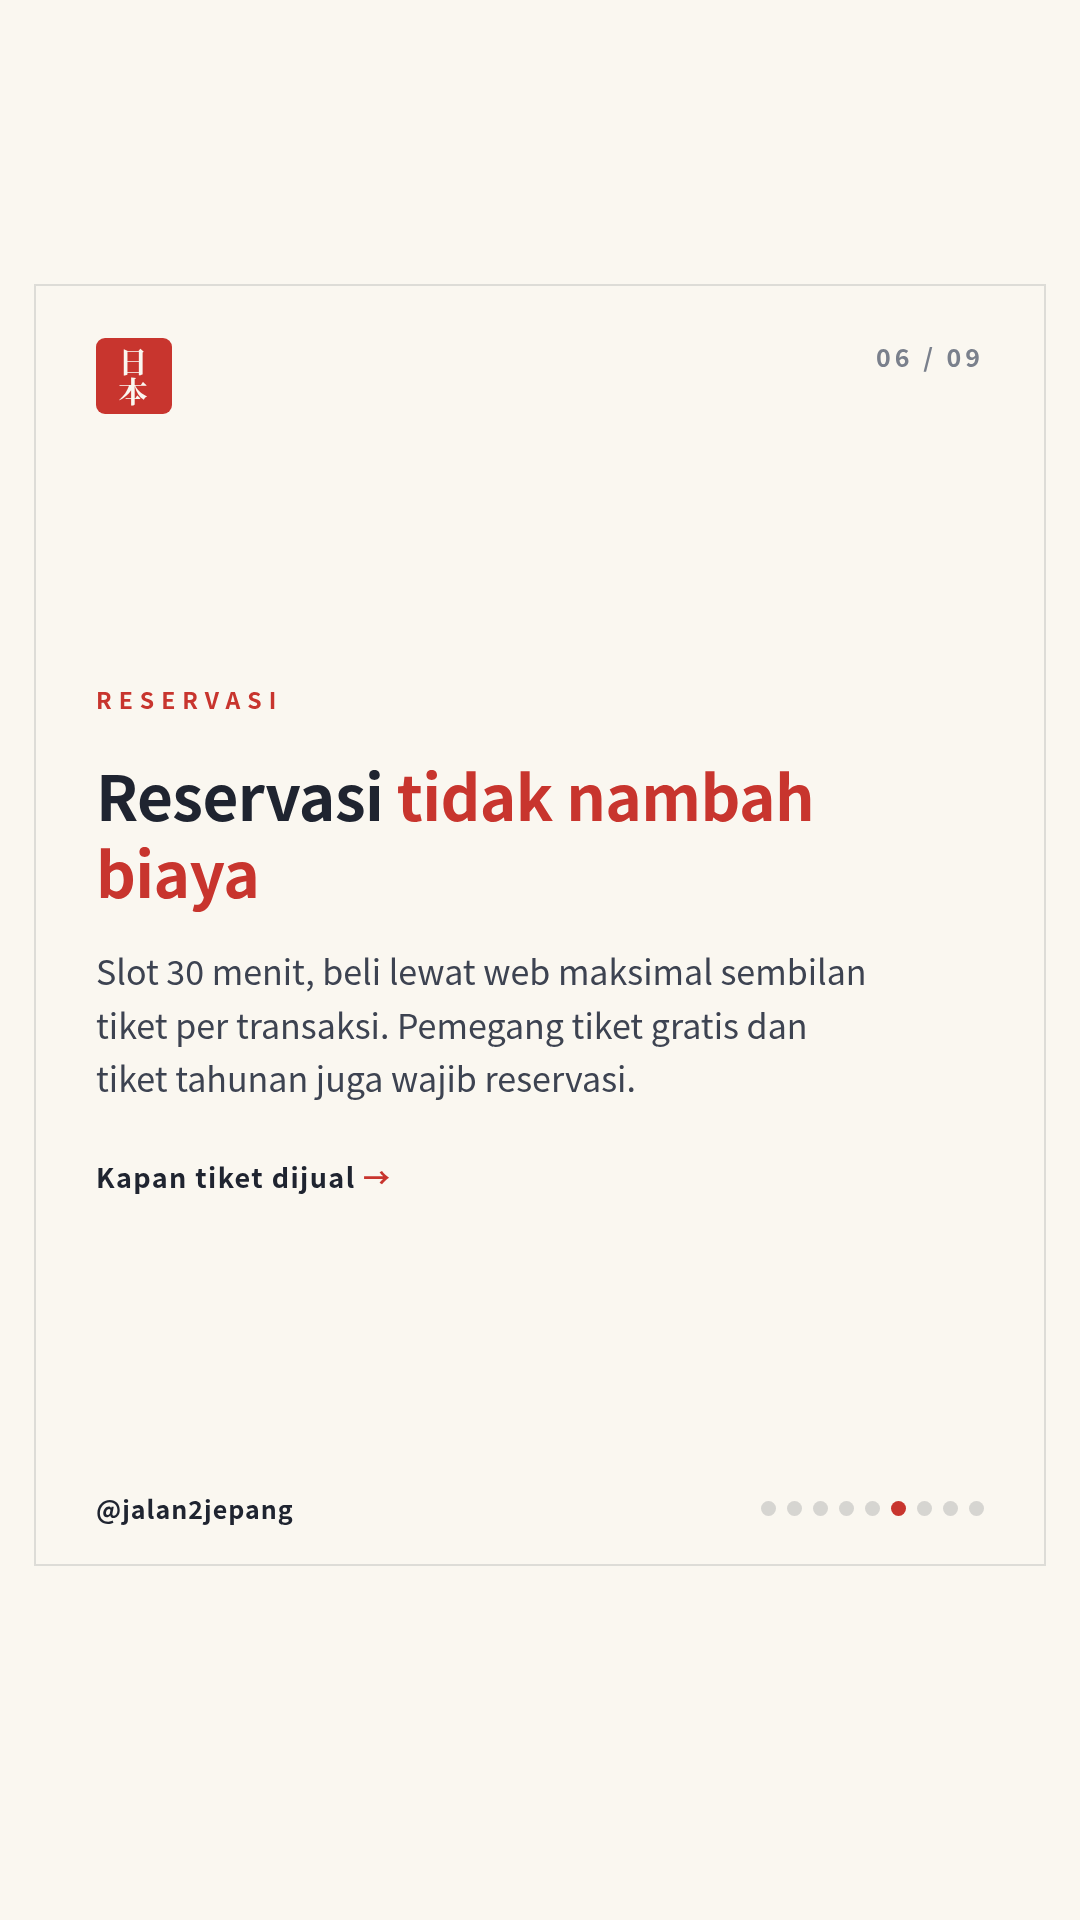 日
本
06 / 09
RESERVASI
Reservasi tidak nambah
biaya
Slot 30 menit, beli lewat web maksimal sembilan
tiket per transaksi. Pemegang tiket gratis dan
tiket tahunan juga wajib reservasi.
Kapan tiket dijual →
@jalan2jepang